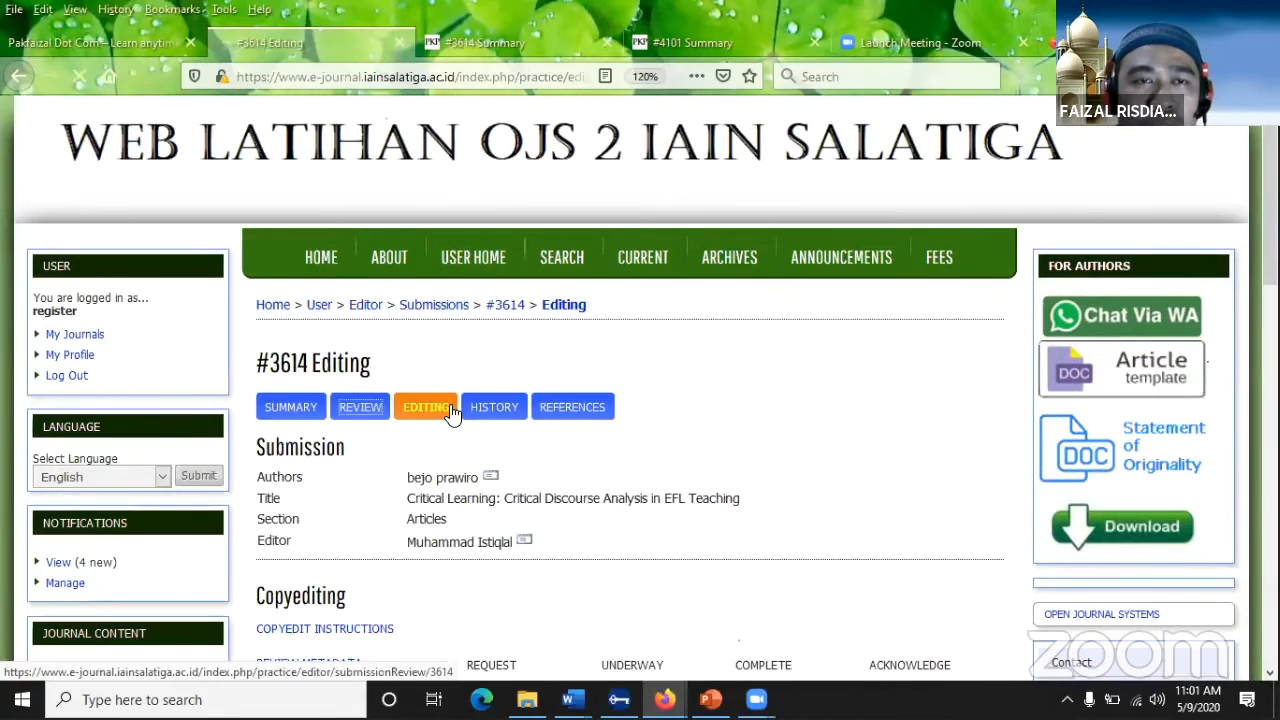 File Edit View History Bookmarks Tools Help
Pakfaizal Dot Com – Learn anytim
#3614 Editing
PKP #3614 Summary
PKP #4101 Summary
Launch Meeting - Zoom
https://www.e-journal.iainsalatiga.ac.id/index.php/practice/edi
120%
Search
FAIZAL RISDIA...
WEB LATIHAN OJS 2 IAIN SALATIGA
HOME ABOUT USER HOME SEARCH CURRENT ARCHIVES ANNOUNCEMENTS FEES
USER
You are logged in as...
register
My Journals
My Profile
Log Out
LANGUAGE
Select Language
English Submit
NOTIFICATIONS
View (4 new)
Manage
JOURNAL CONTENT
Home > User > Editor > Submissions > #3614 > Editing
#3614 Editing
SUMMARY REVIEW EDITING HISTORY REFERENCES
Submission
Authors bejo prawiro
Title Critical Learning: Critical Discourse Analysis in EFL Teaching
Section Articles
Editor Muhammad Istiqlal
Copyediting
COPYEDIT INSTRUCTIONS
REVIEW METADATA
REQUEST UNDERWAY COMPLETE ACKNOWLEDGE
FOR AUTHORS
Chat Via WA
DOC Article template
DOC Statement of Originality
Download
OPEN JOURNAL SYSTEMS
Contact
zoom
https://www.e-journal.iainsalatiga.ac.id/index.php/practice/editor/submissionReview/3614
Type here to search
11:01 AM
5/9/2020